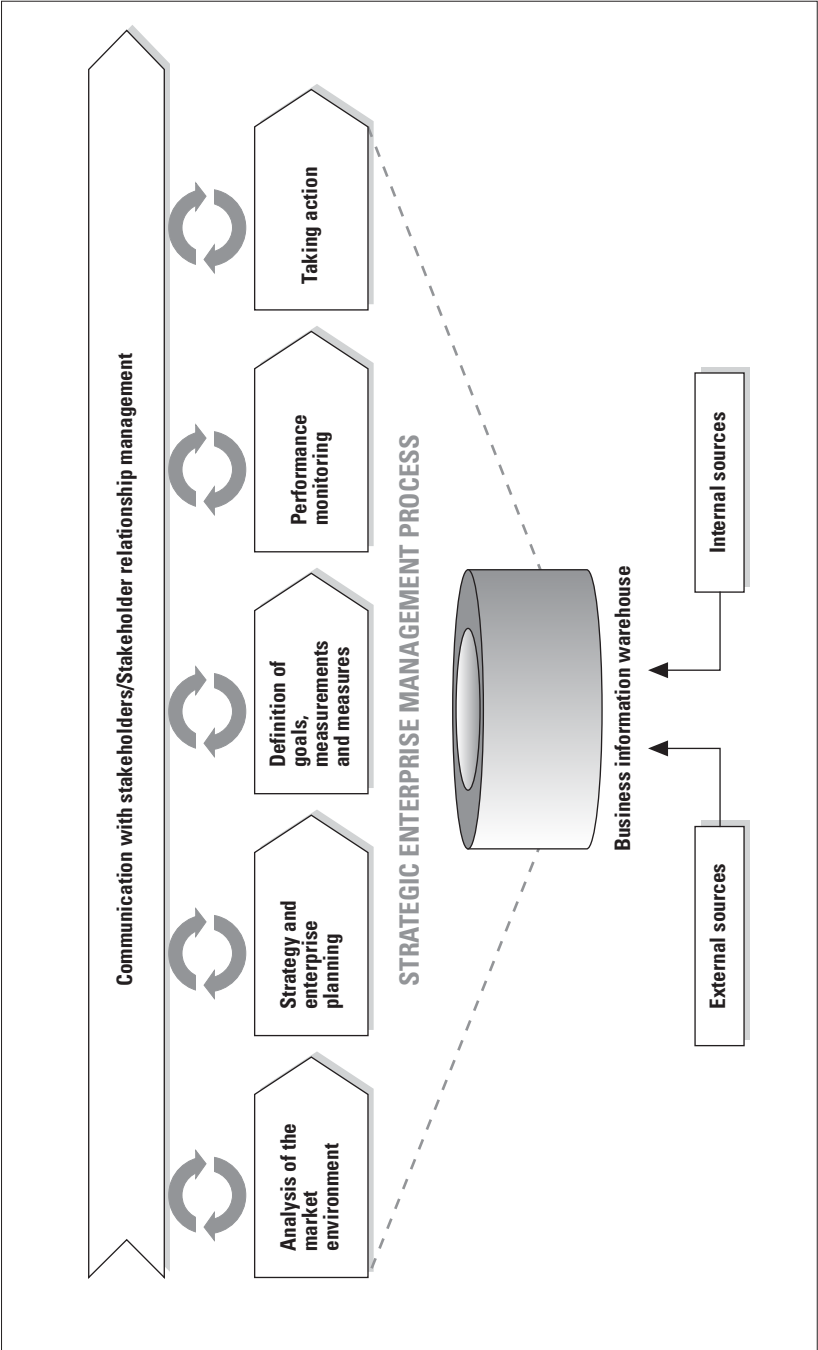 Communication with stakeholders/Stakeholder relationship management
Analysis of the
market
environment
Strategy and
enterprise
planning
Definition of
goals,
measurements
and measures
Performance
monitoring
Taking action
STRATEGIC ENTERPRISE MANAGEMENT PROCESS
Business information warehouse
External sources
Internal sources